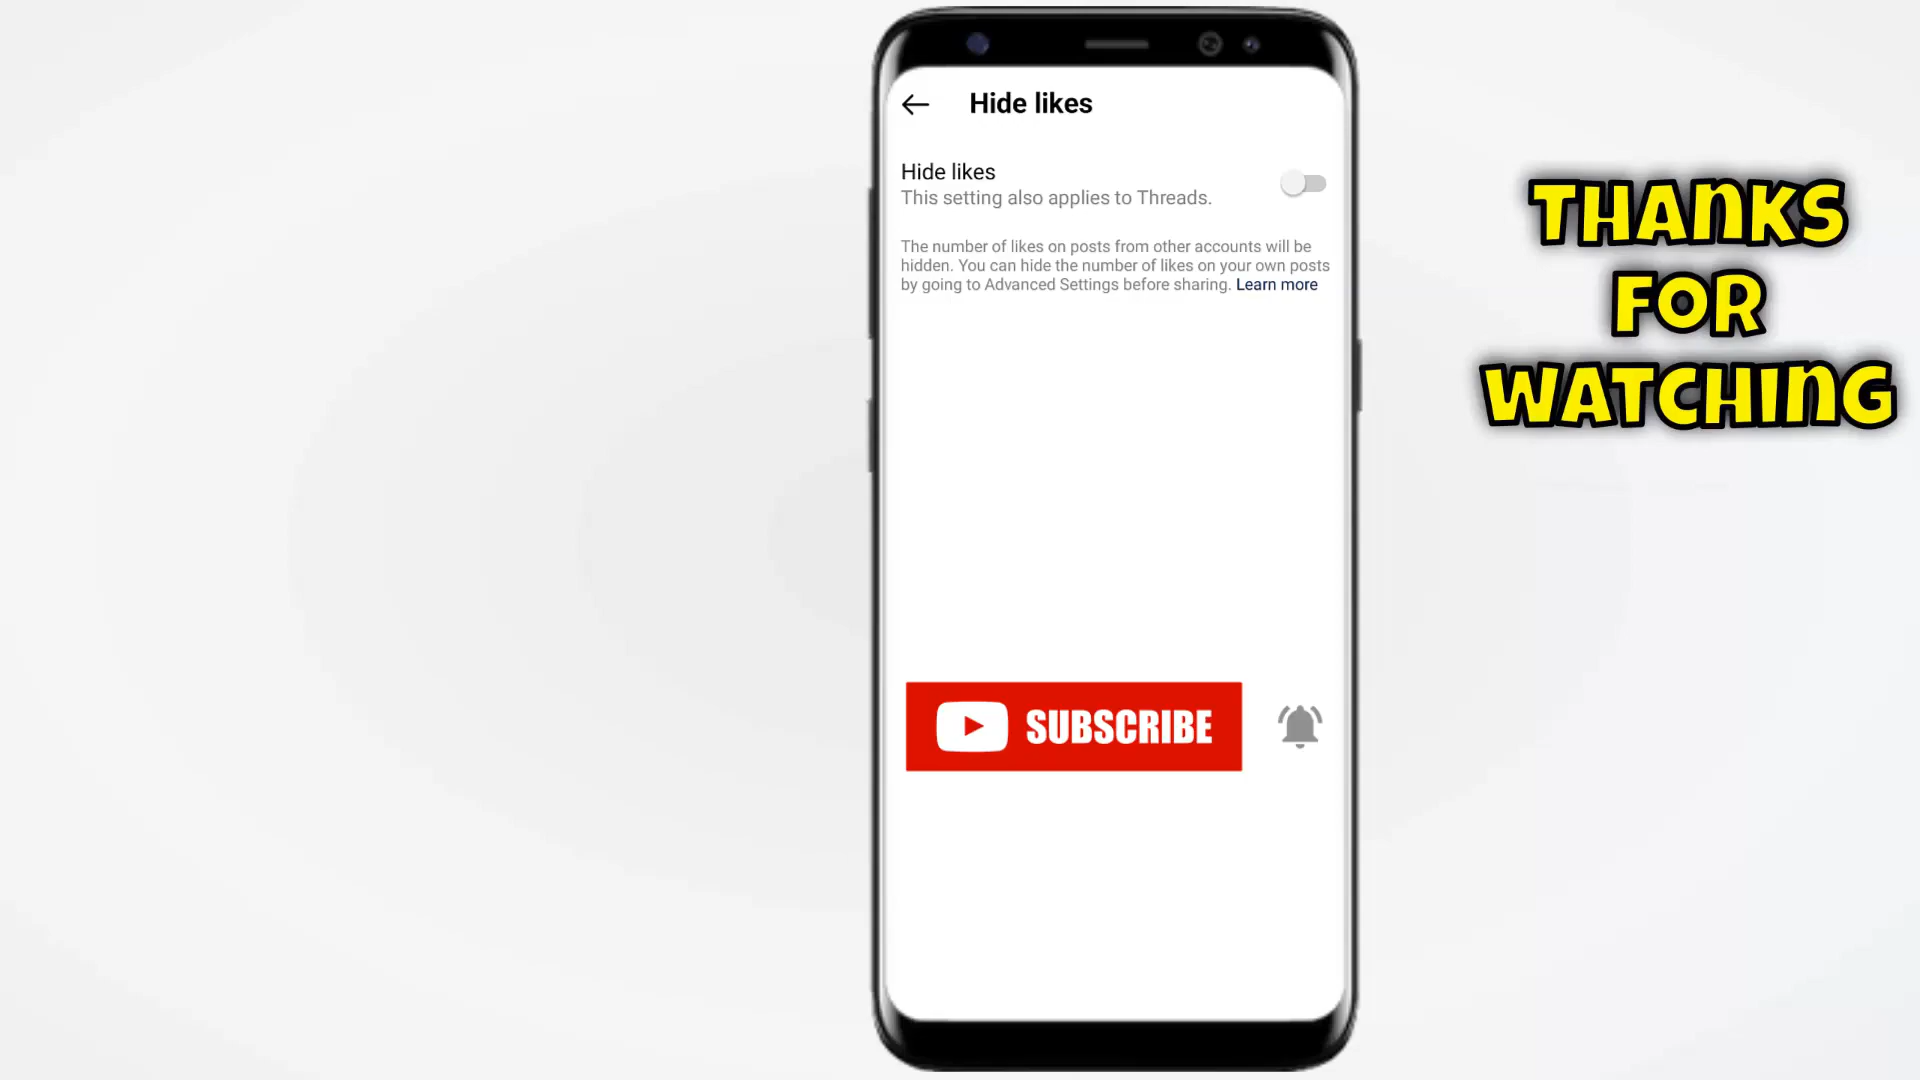 Hide likes
Hide likes
This setting also applies to Threads.
The number of likes on posts from other accounts will be
hidden. You can hide the number of likes on your own posts
by going to Advanced Settings before sharing. Learn more
SUBSCRIBE
THANKS
FOR
WATCHING